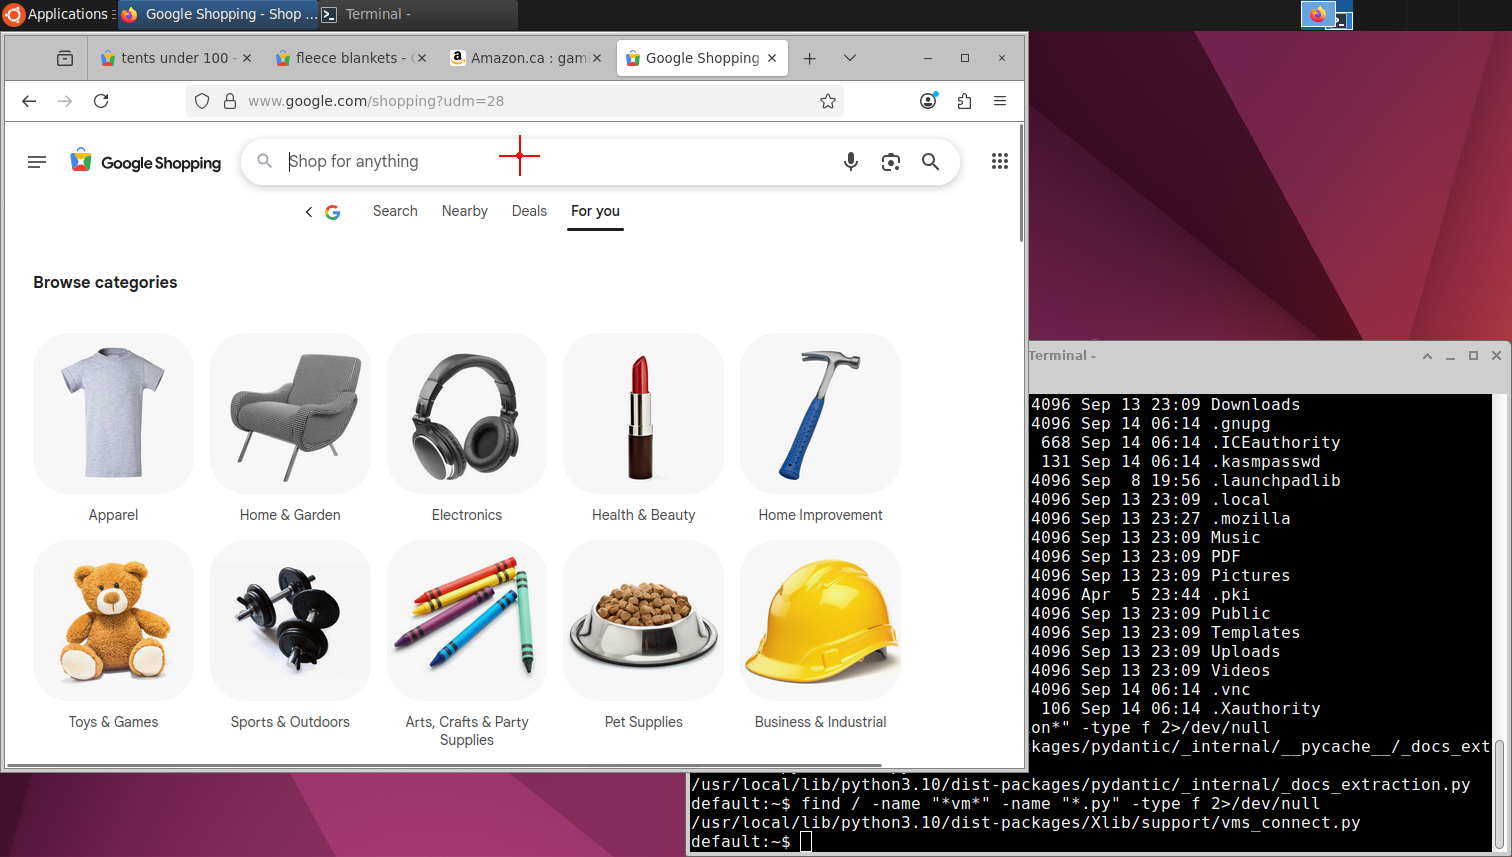 Applications
Google Shopping - Shop ...
Terminal -
tents under 100 -
fleece blankets -
Amazon.ca : gam
Google Shopping
www.google.com/shopping?udm=28
Google Shopping
Shop for anything
Search
Nearby
Deals
For you
Browse categories
Apparel
Home & Garden
Electronics
Health & Beauty
Home Improvement
Toys & Games
Sports & Outdoors
Arts, Crafts & Party
Supplies
Pet Supplies
Business & Industrial
Terminal -
4096 Sep 13 23:09 Downloads
4096 Sep 14 06:14 .gnupg
668 Sep 14 06:14 .ICEauthority
131 Sep 14 06:14 .kasmpasswd
4096 Sep  8 19:56 .launchpadlib
4096 Sep 13 23:09 .local
4096 Sep 13 23:27 .mozilla
4096 Sep 13 23:09 Music
4096 Sep 13 23:09 PDF
4096 Sep 13 23:09 Pictures
4096 Apr  5 23:44 .pki
4096 Sep 13 23:09 Public
4096 Sep 13 23:09 Templates
4096 Sep 13 23:09 Uploads
4096 Sep 13 23:09 Videos
4096 Sep 14 06:14 .vnc
106 Sep 14 06:14 .Xauthority
on*" -type f 2>/dev/null
kages/pydantic/_internal/__pycache__/_docs_ext
/usr/local/lib/python3.10/dist-packages/pydantic/_internal/_docs_extraction.py
default:~$ find / -name "*vm*" -name "*.py" -type f 2>/dev/null
/usr/local/lib/python3.10/dist-packages/Xlib/support/vms_connect.py
default:~$